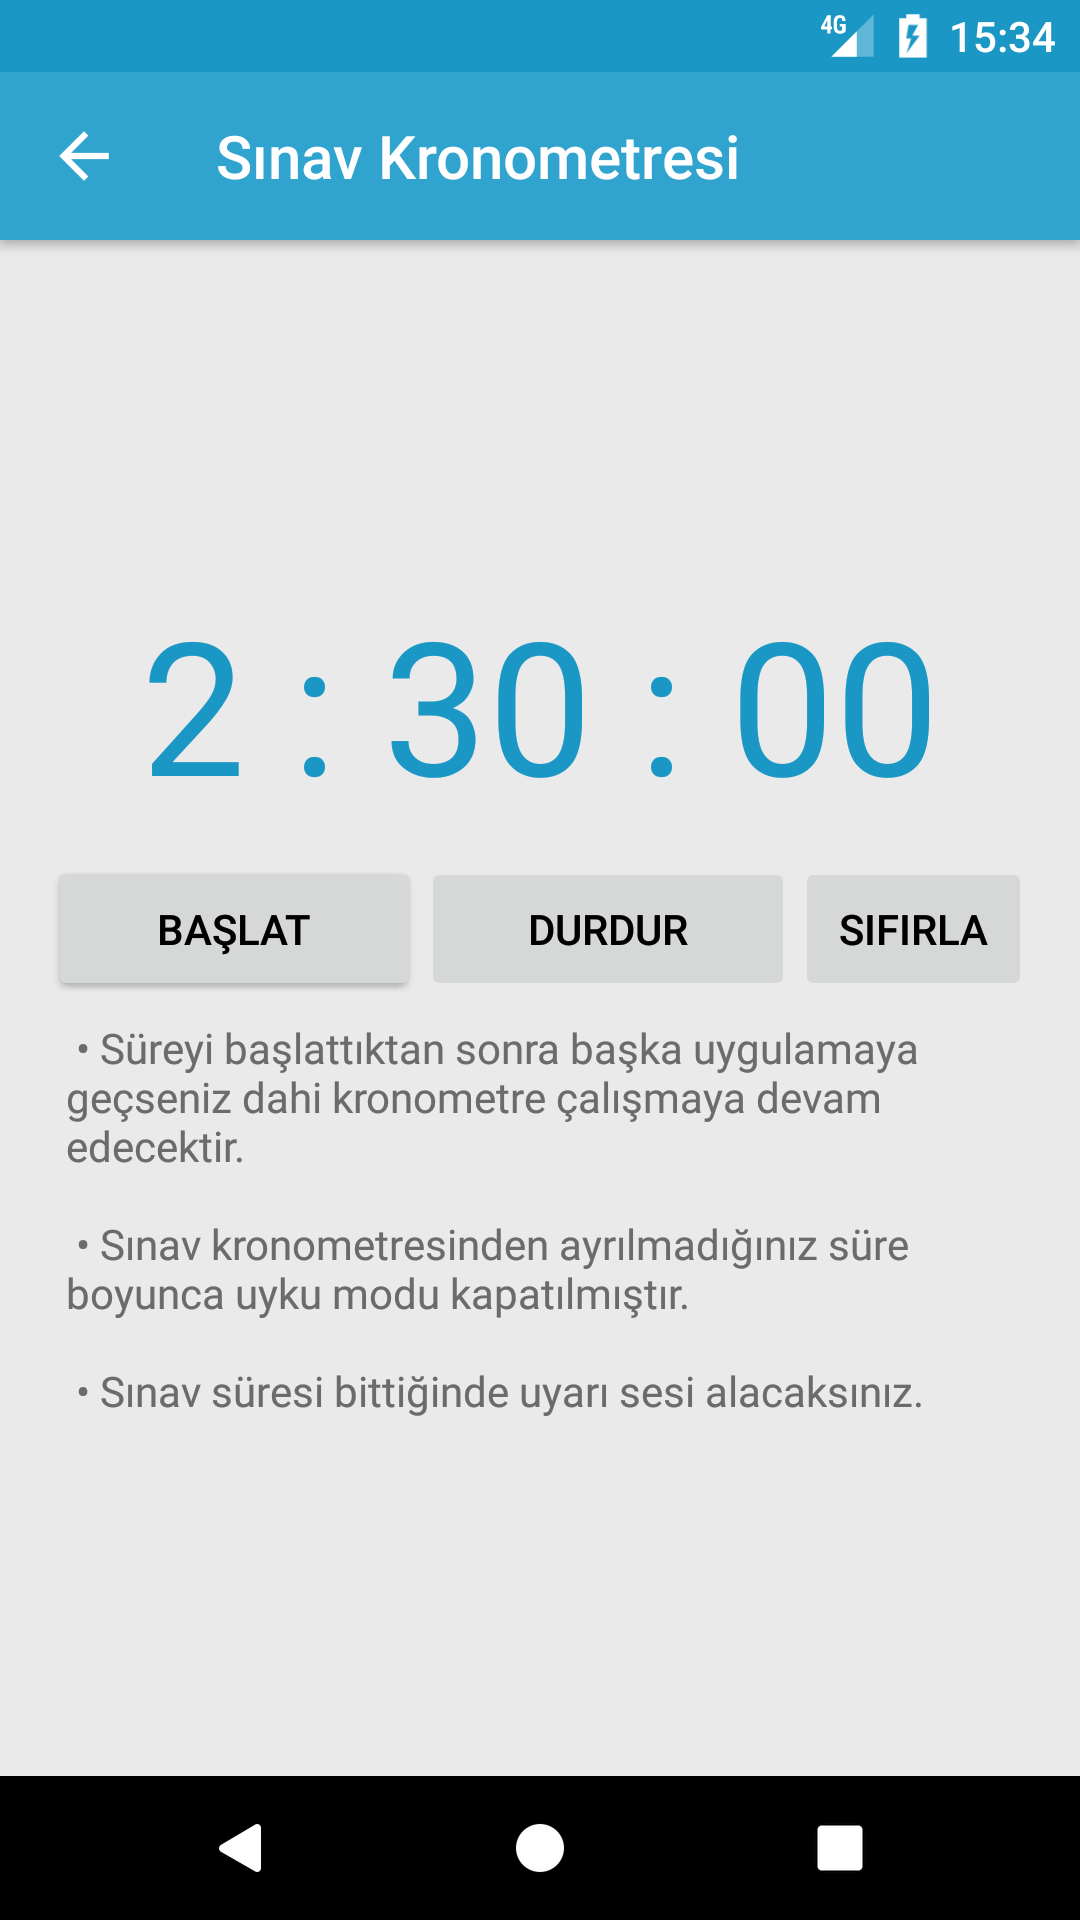 4G 15:34
Sınav Kronometresi
2 : 30 : 00
BAŞLAT DURDUR SIFIRLA
• Süreyi başlattıktan sonra başka uygulamaya
geçseniz dahi kronometre çalışmaya devam
edecektir.
• Sınav kronometresinden ayrılmadığınız süre
boyunca uyku modu kapatılmıştır.
• Sınav süresi bittiğinde uyarı sesi alacaksınız.